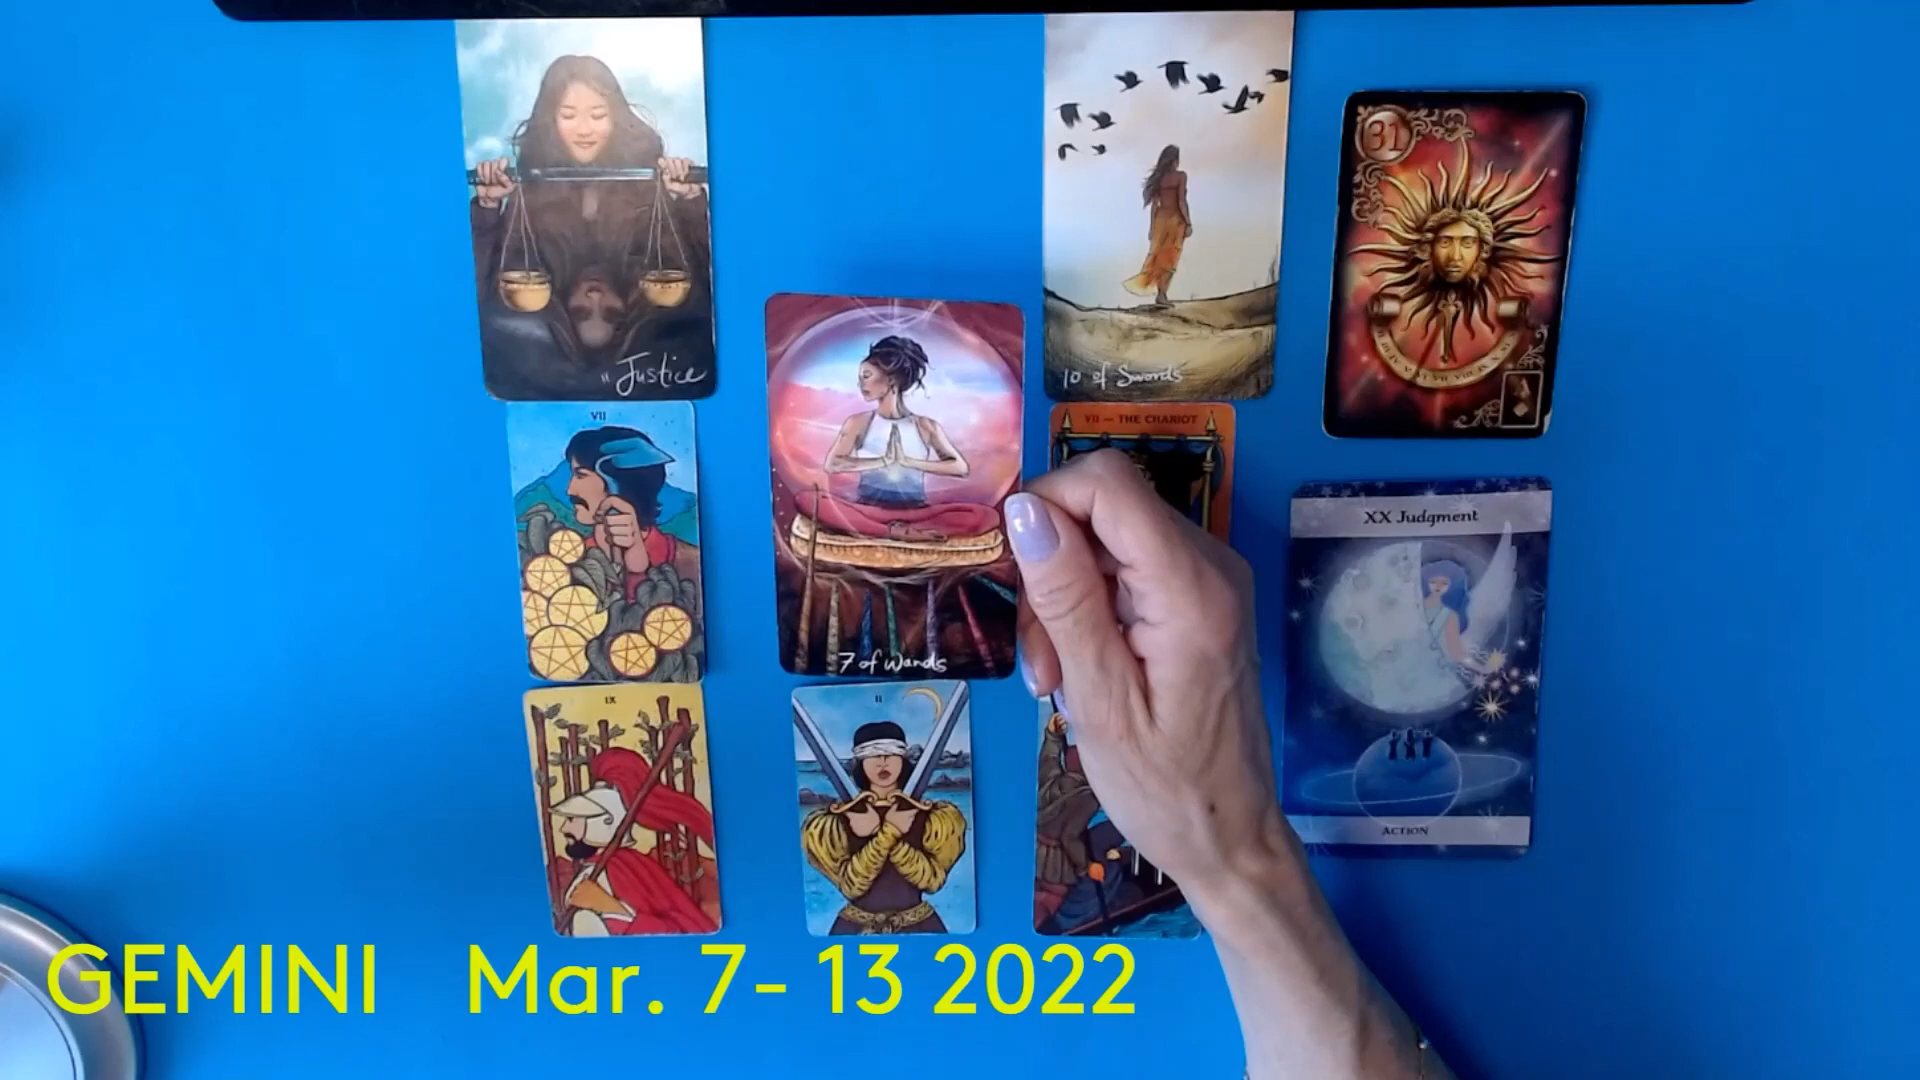 " Justice
10 of Swords
31
A
VII
VII — THE CHARIOT
XX Judgment
7 of Wands
IX
II
ACTION
GEMINI Mar. 7- 13 2022